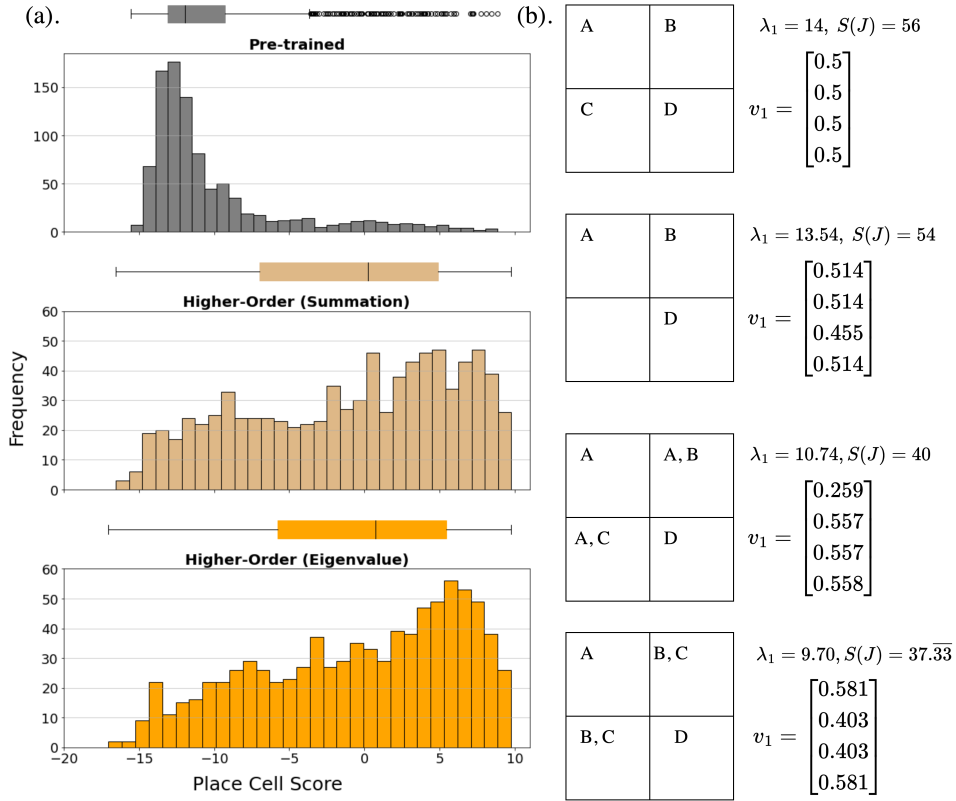 (a).
Pre-trained
150
100
50
0
Higher-Order (Summation)
60
50
40
30
20
10
0
Frequency
Higher-Order (Eigenvalue)
60
50
40
30
20
10
0
−20 −15 −10 −5 0 5 10
Place Cell Score
(b).
A B
C D
λ₁ = 14, S(J) = 56
v₁ = [0.5
0.5
0.5
0.5]
A B
D
λ₁ = 13.54, S(J) = 54
v₁ = [0.514
0.514
0.455
0.514]
A A, B
A, C D
λ₁ = 10.74, S(J) = 40
v₁ = [0.259
0.557
0.557
0.558]
A B, C
B, C D
λ₁ = 9.70, S(J) = 37.3̅3̅
v₁ = [0.581
0.403
0.403
0.581]